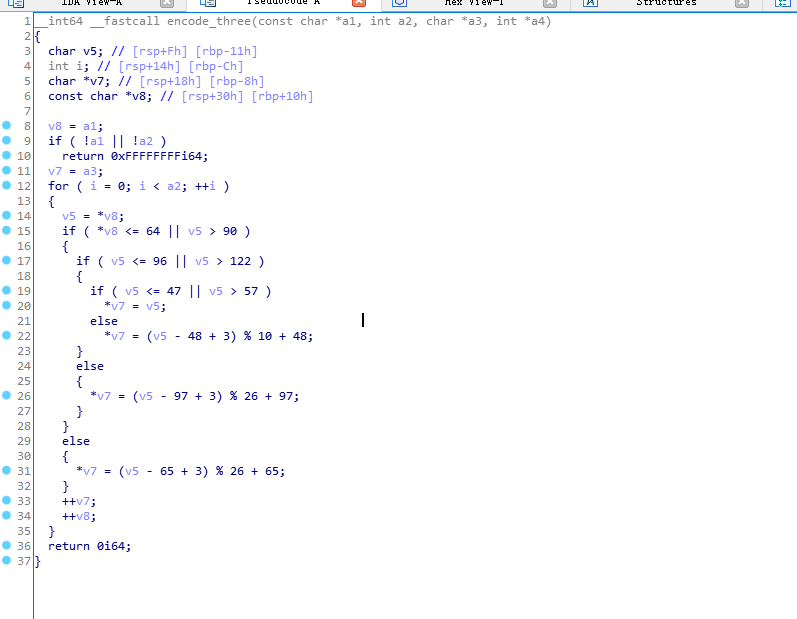 IDA View-A Pseudocode A Hex View-1 Structures
1 __int64 __fastcall encode_three(const char *a1, int a2, char *a3, int *a4)
2 {
3 char v5; // [rsp+Fh] [rbp-11h]
4 int i; // [rsp+14h] [rbp-Ch]
5 char *v7; // [rsp+18h] [rbp-8h]
6 const char *v8; // [rsp+30h] [rbp+10h]
7
8 v8 = a1;
9 if ( !a1 || !a2 )
10 return 0xFFFFFFFFi64;
11 v7 = a3;
12 for ( i = 0; i < a2; ++i )
13 {
14 v5 = *v8;
15 if ( *v8 <= 64 || v5 > 90 )
16 {
17 if ( v5 <= 96 || v5 > 122 )
18 {
19 if ( v5 <= 47 || v5 > 57 )
20 *v7 = v5;
21 else
22 *v7 = (v5 - 48 + 3) % 10 + 48;
23 }
24 else
25 {
26 *v7 = (v5 - 97 + 3) % 26 + 97;
27 }
28 }
29 else
30 {
31 *v7 = (v5 - 65 + 3) % 26 + 65;
32 }
33 ++v7;
34 ++v8;
35 }
36 return 0i64;
37 }